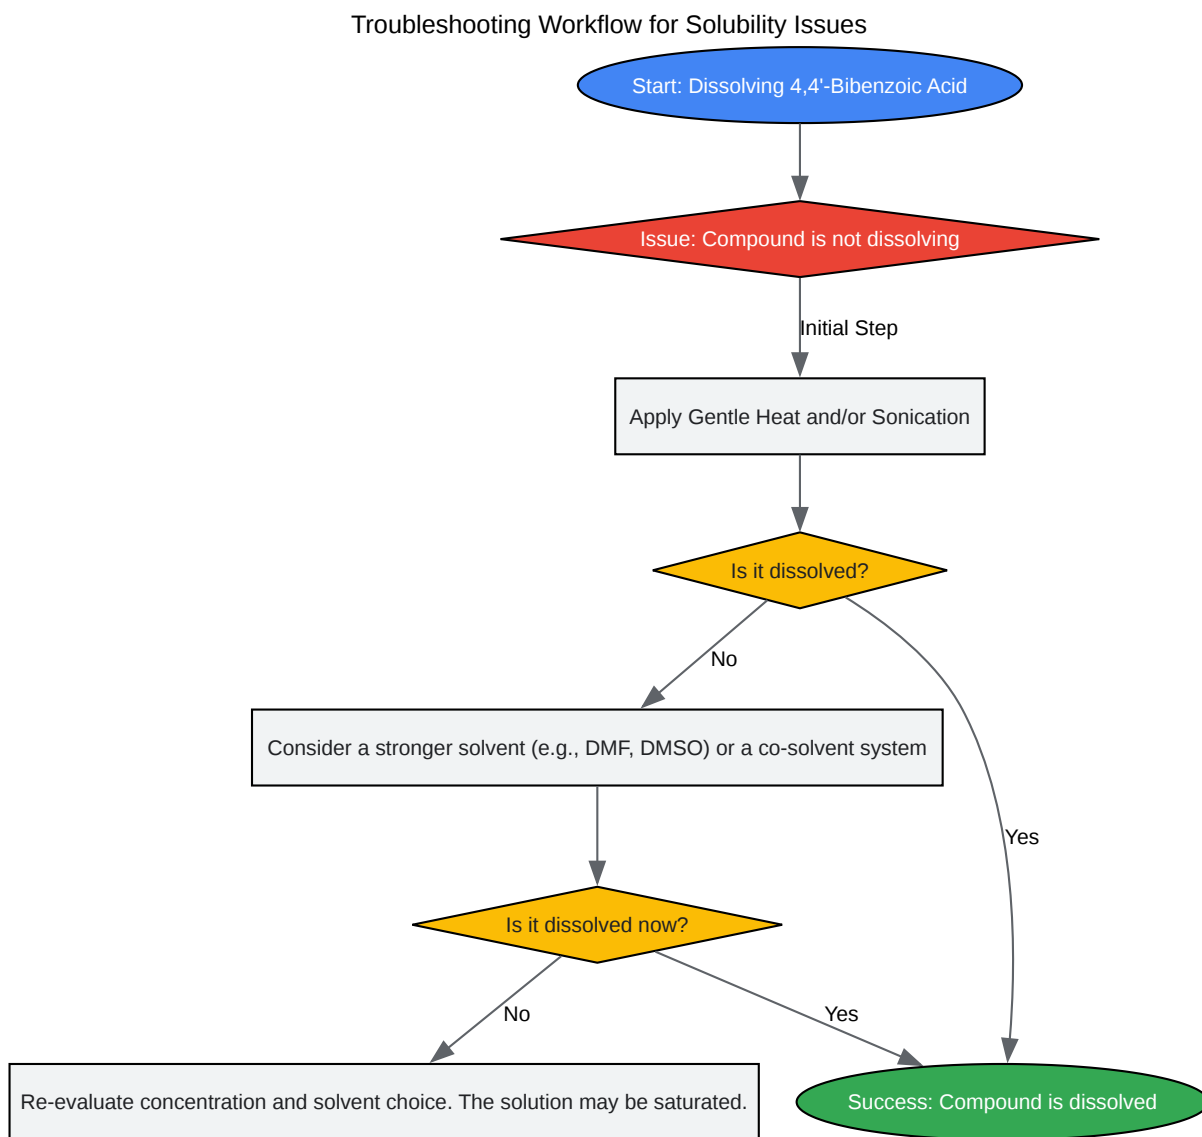 Troubleshooting Workflow for Solubility Issues
Start: Dissolving 4,4'-Bibenzoic Acid
Issue: Compound is not dissolving
Initial Step
Apply Gentle Heat and/or Sonication
Is it dissolved?
No
Consider a stronger solvent (e.g., DMF, DMSO) or a co-solvent system
Yes
Is it dissolved now?
No
Yes
Re-evaluate concentration and solvent choice. The solution may be saturated.
Success: Compound is dissolved